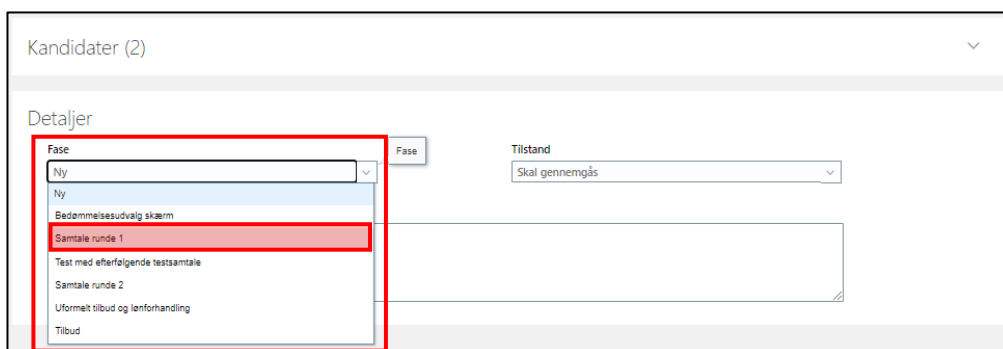 Kandidater (2)
Detaljer
Fase
Fase
Tilstand
Ny
Skal gennemgås
Ny
Bedømmelsesudvalg skærm
Samtale runde 1
Test med efterfølgende testsamtale
Samtale runde 2
Uformelt tilbud og lønforhandling
Tilbud